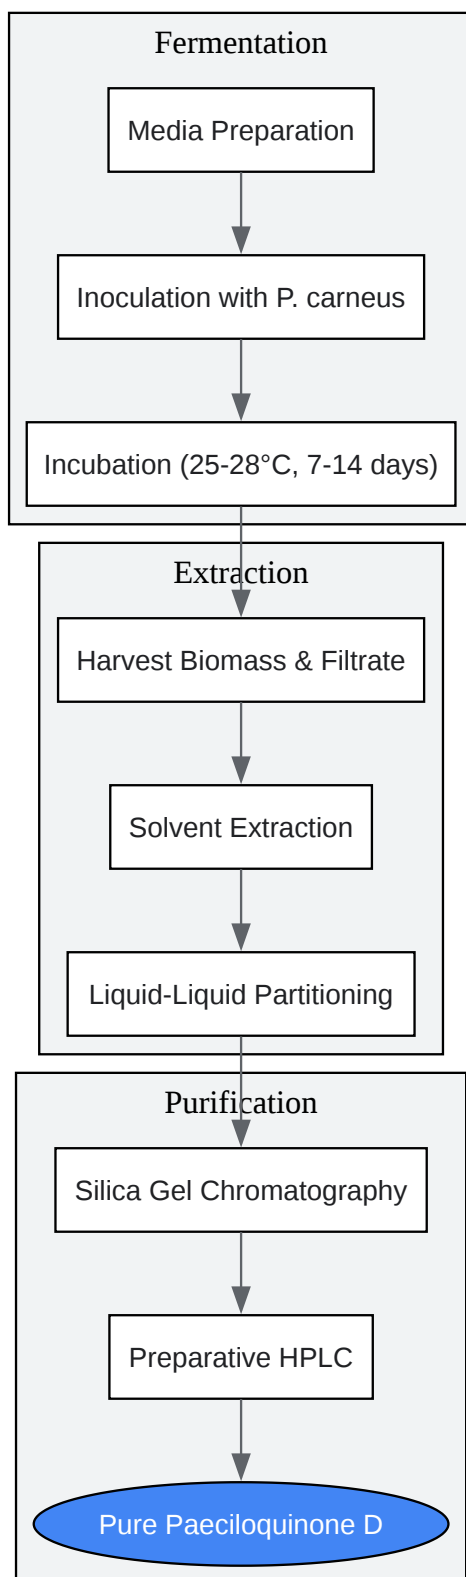 Fermentation
Media Preparation
Inoculation with P. carneus
Incubation (25-28°C, 7-14 days)
Extraction
Harvest Biomass & Filtrate
Solvent Extraction
Liquid-Liquid Partitioning
Purification
Silica Gel Chromatography
Preparative HPLC
Pure Paeciloquinone D